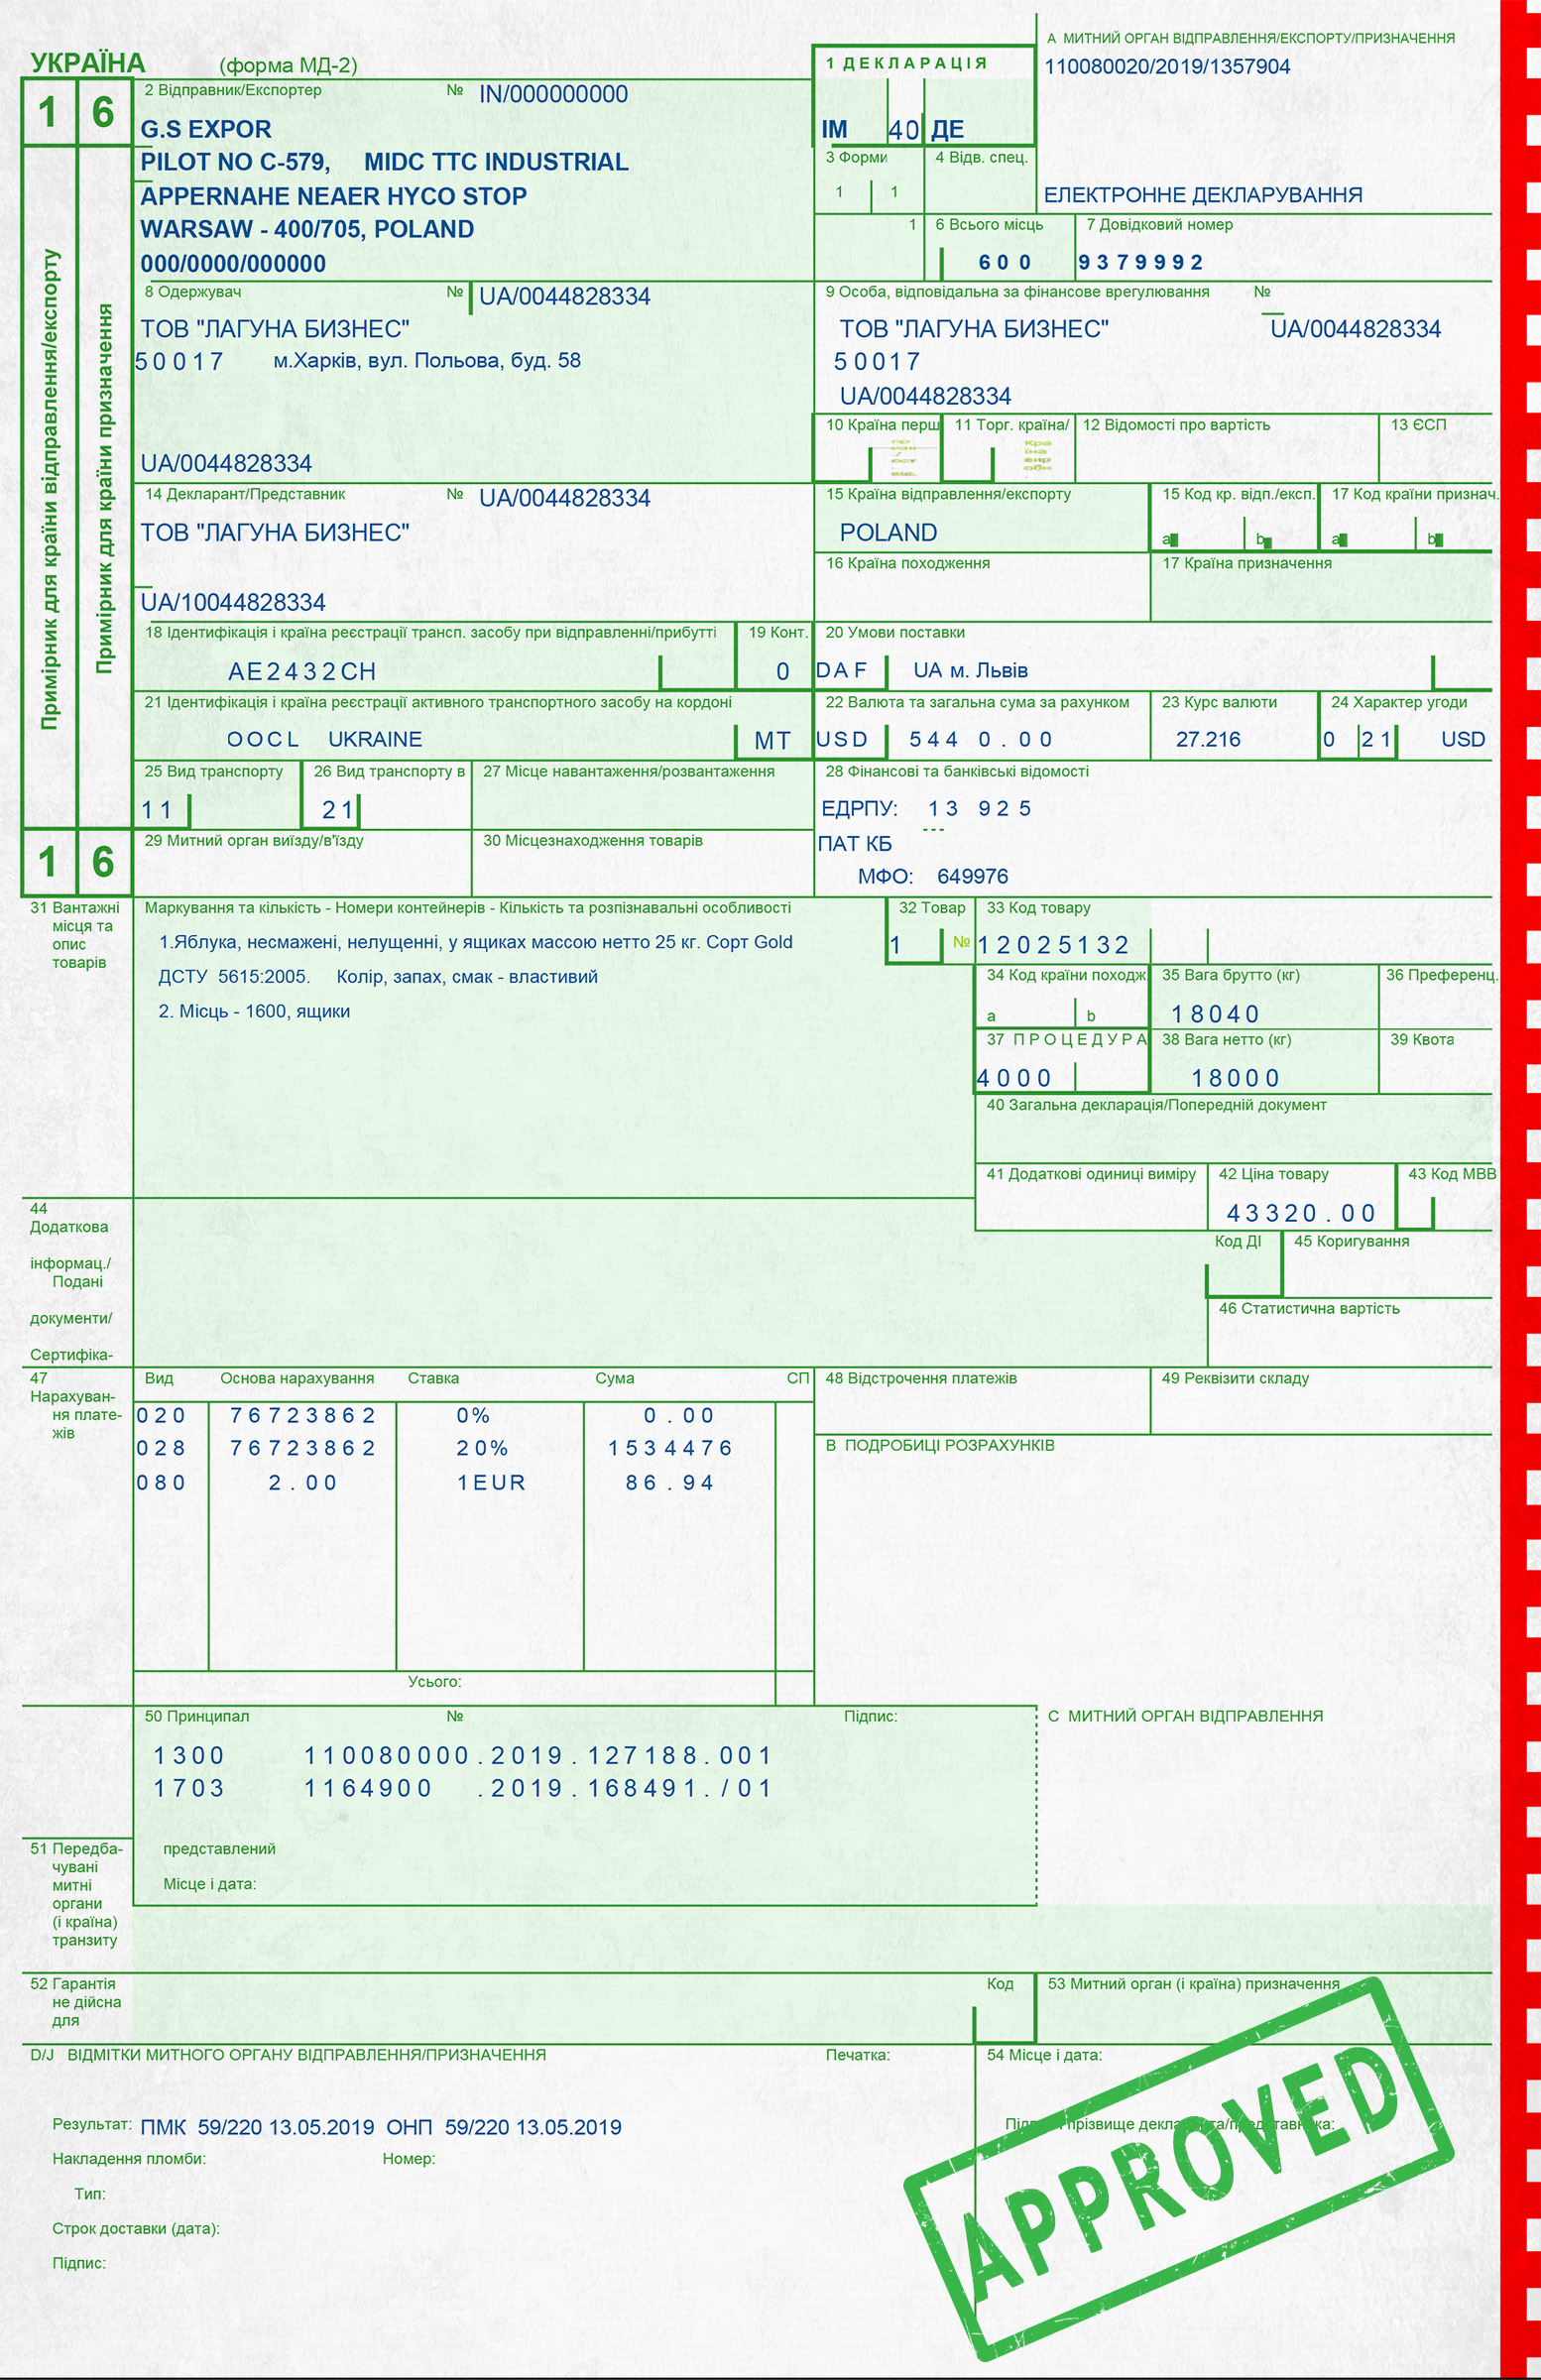 А МИТНИЙ ОРГАН ВІДПРАВЛЕННЯ/ЕКСПОРТУ/ПРИЗНАЧЕННЯ
УКРАЇНА (форма МД-2)
1 ДЕКЛАРАЦІЯ
110080020/2019/1357904
1 6
2 Відправник/Експортер № IN/000000000
G.S EXPOR
ІМ 40 ДЕ
PILOT NO C-579, MIDC TTC INDUSTRIAL
3 Форми 4 Відв. спец.
APPERNAHE NEAER HYCO STOP
1 1
ЕЛЕКТРОННЕ ДЕКЛАРУВАННЯ
WARSAW - 400/705, POLAND
1 6 Всього місць 7 Довідковий номер
000/0000/000000
600 9379992
Примірник для країни відправлення/експорту
Примірник для країни призначення
8 Одержувач № UA/0044828334
9 Особа, відповідальна за фінансове врегулювання №
ТОВ "ЛАГУНА БИЗНЕС"
ТОВ "ЛАГУНА БИЗНЕС" UA/0044828334
50017 м.Харків, вул. Польова, буд. 58
50017
UA/0044828334
10 Країна перш 11 Торг. країна/ 12 Відомості про вартість 13 ЄСП
Кра
їна
вир
обн
UA/0044828334
14 Декларант/Представник № UA/0044828334
15 Країна відправлення/експорту 15 Код кр. відп./експ. 17 Код країни признач.
ТОВ "ЛАГУНА БИЗНЕС"
POLAND a b a b
16 Країна походження 17 Країна призначення
UA/10044828334
18 Ідентифікація і країна реєстрації трансп. засобу при відправленні/прибутті 19 Конт. 20 Умови поставки
AE2432CH 0 DAF UA м. Львів
21 Ідентифікація і країна реєстрації активного транспортного засобу на кордоні 22 Валюта та загальна сума за рахунком 23 Курс валюти 24 Характер угоди
OOCL UKRAINE MT USD 544 0.00 27.216 0 21 USD
25 Вид транспорту 26 Вид транспорту в 27 Місце навантаження/розвантаження 28 Фінансові та банківські відомості
11 21 ЕДРПУ: 13 925
1 6
29 Митний орган виїзду/в'їзду 30 Місцезнаходження товарів
ПАТ КБ
МФО: 649976
31 Вантажні
місця та
опис
товарів
Маркування та кількість - Номери контейнерів - Кількість та розпізнавальні особливості
32 Товар 33 Код товару
1.Яблука, несмажені, нелущенні, у ящиках массою нетто 25 кг. Сорт Gold
1 № 12025132
ДСТУ 5615:2005. Колір, запах, смак - властивий
34 Код країни походж 35 Вага брутто (кг) 36 Преференц.
2. Місць - 1600, ящики
a b 18040
37 ПРОЦЕДУРА 38 Вага нетто (кг) 39 Квота
4000 18000
40 Загальна декларація/Попередній документ
41 Додаткові одиниці виміру 42 Ціна товару 43 Код МВВ
43320.00
44
Додаткова
інформац./
Подані
документи/
Сертифіка-
Код ДІ 45 Коригування
46 Статистична вартість
47
Нарахуван-
ня плате-
жів
Вид Основа нарахування Ставка Сума СП
48 Відстрочення платежів 49 Реквізити складу
020 76723862 0% 0.00
028 76723862 20% 1534476
В ПОДРОБИЦІ РОЗРАХУНКІВ
080 2.00 1EUR 86.94
Усього:
50 Принципал № Підпис: С МИТНИЙ ОРГАН ВІДПРАВЛЕННЯ
1300 110080000.2019.127188.001
1703 1164900 .2019.168491./01
51 Передба-
чувані
митні
органи
(і країна)
транзиту
представлений
Місце і дата:
52 Гарантія
не дійсна
для
Код 53 Митний орган (і країна) призначення
D/J ВІДМІТКИ МИТНОГО ОРГАНУ ВІДПРАВЛЕННЯ/ПРИЗНАЧЕННЯ Печатка: 54 Місце і дата:
Результат: ПМК 59/220 13.05.2019 ОНП 59/220 13.05.2019
прізвище декларанта/представника:
Накладення пломби: Номер:
Тип:
Строк доставки (дата):
Підпис:
APPROVED